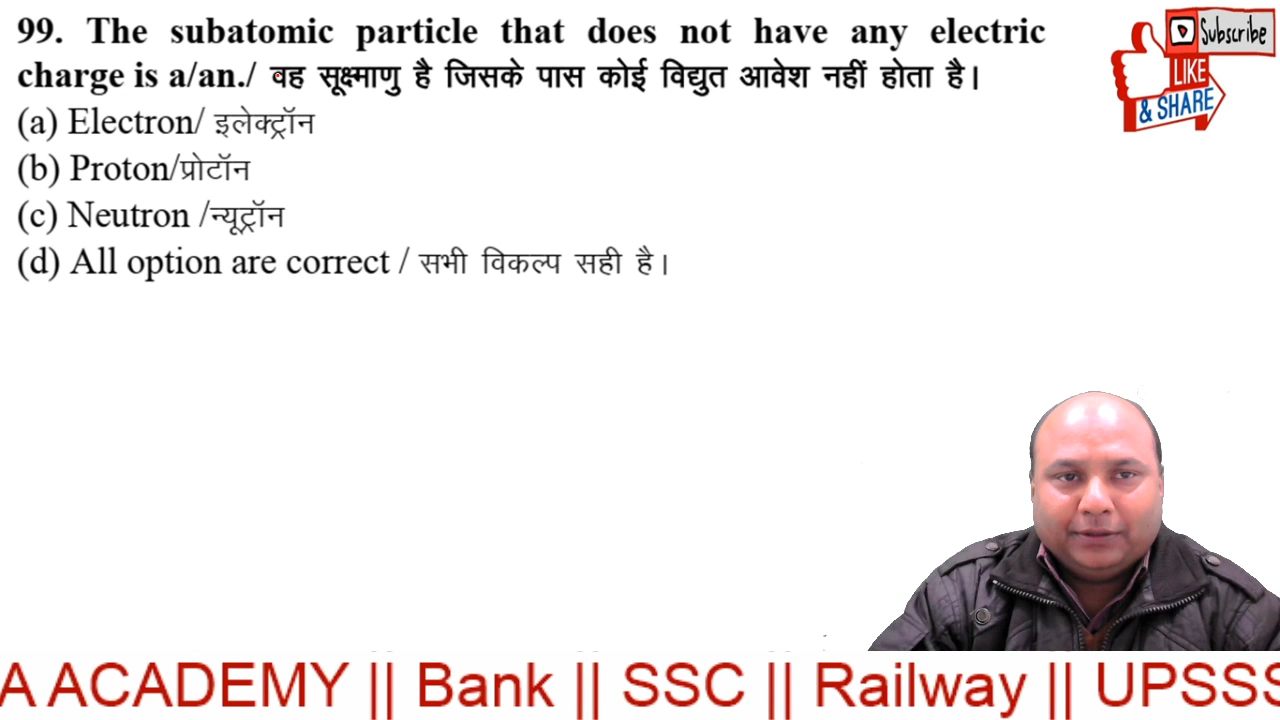 99. The subatomic particle that does not have any electric
charge is a/an./ वह सूक्ष्माणु है जिसके पास कोई विद्युत आवेश नहीं होता है।
(a) Electron/ इलेक्ट्रॉन
(b) Proton/प्रोटॉन
(c) Neutron /न्यूट्रॉन
(d) All option are correct / सभी विकल्प सही है।
Subscribe
LIKE
& SHARE
A ACADEMY || Bank || SSC || Railway || UPSSS